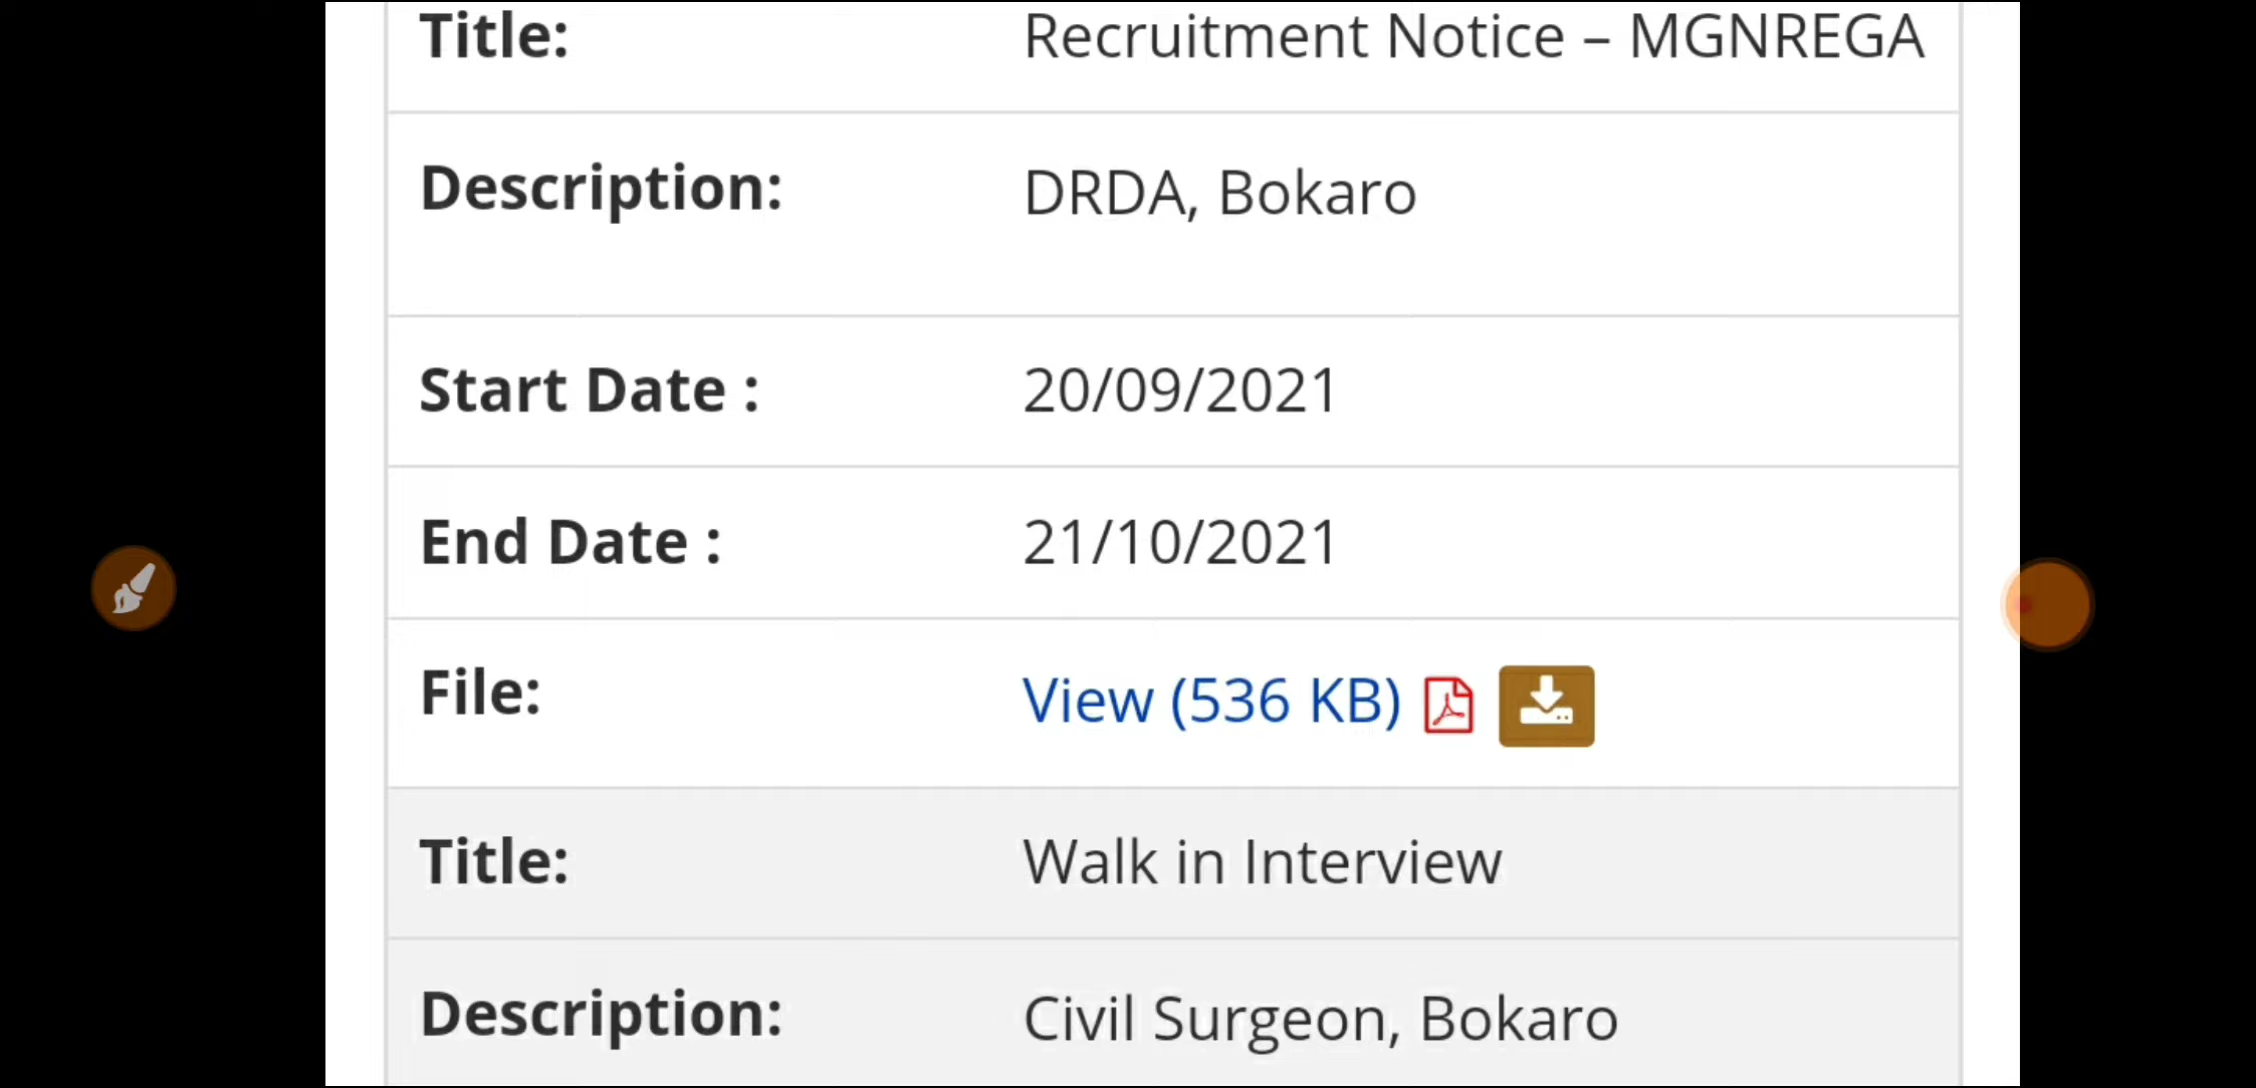 Title: Recruitment Notice – MGNREGA
Description: DRDA, Bokaro
Start Date : 20/09/2021
End Date : 21/10/2021
File: View (536 KB)
Title: Walk in Interview
Description: Civil Surgeon, Bokaro